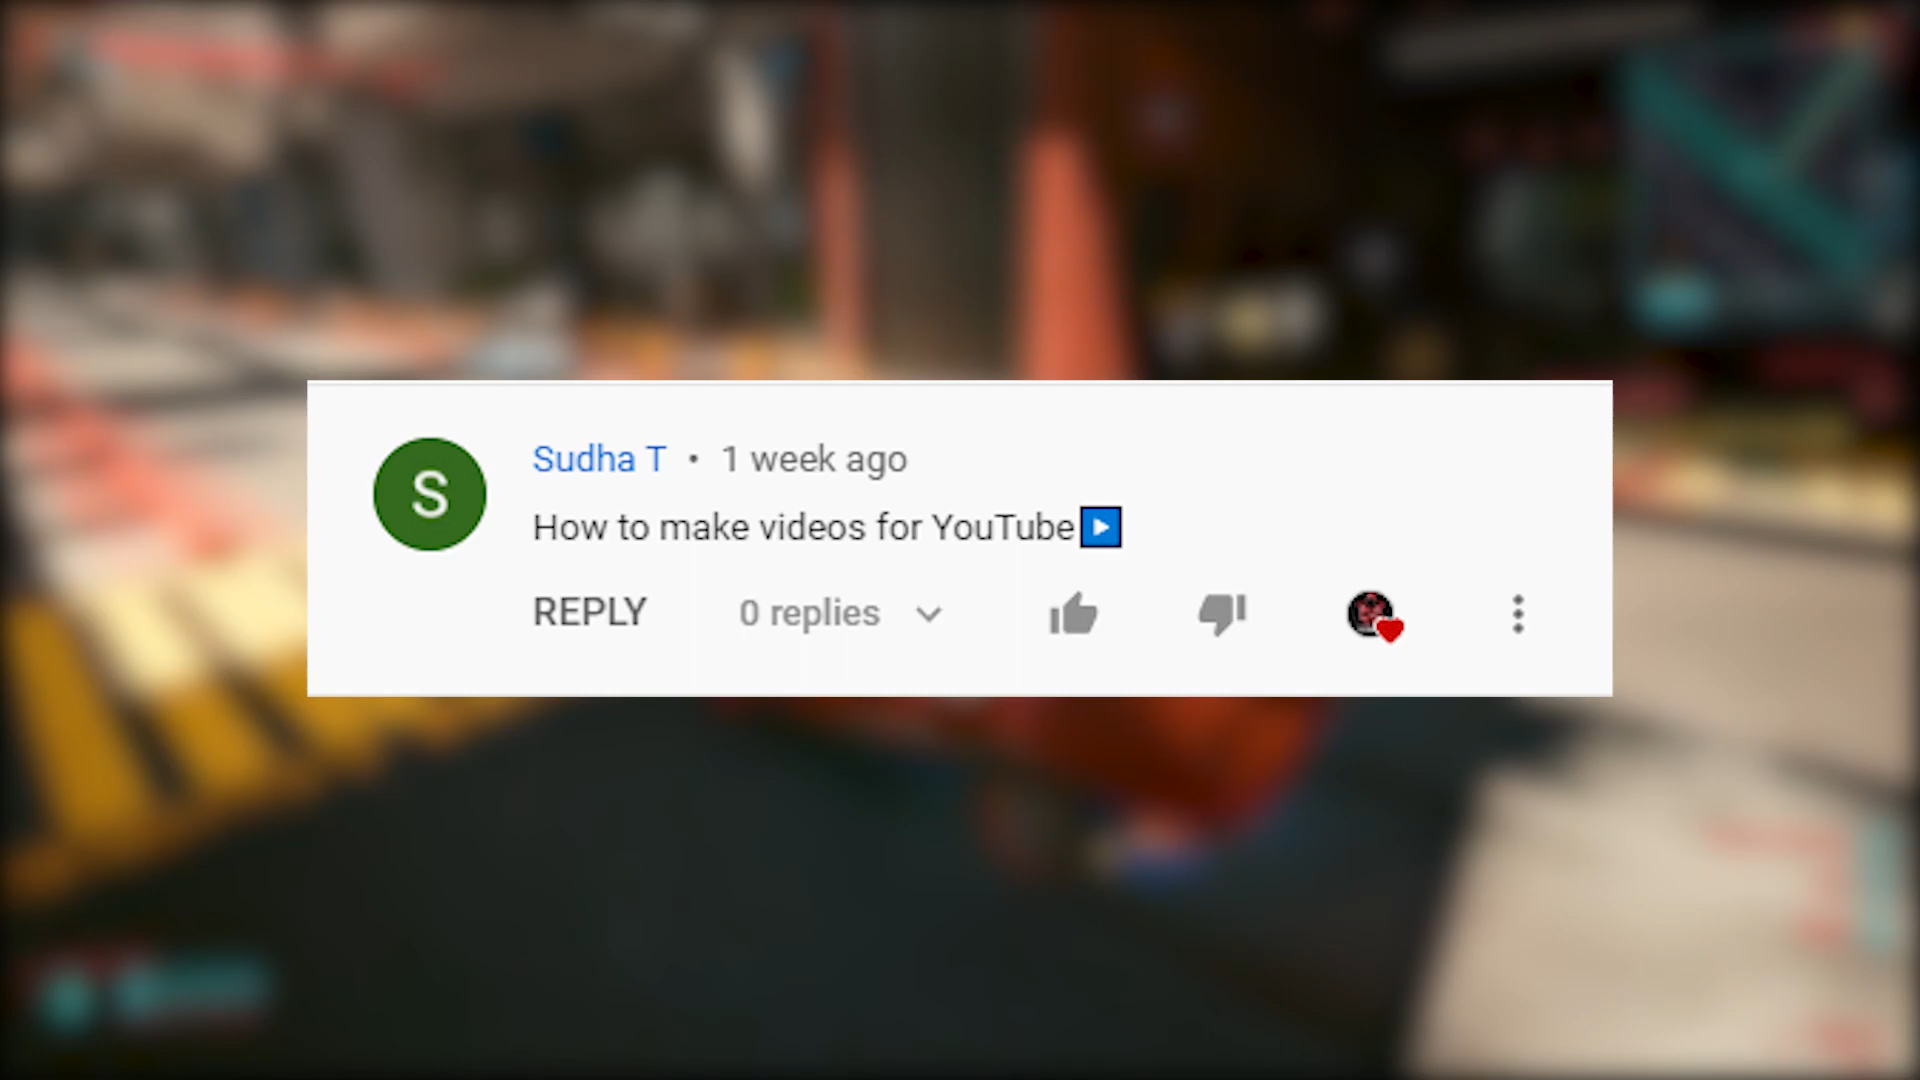 S
Sudha T • 1 week ago
How to make videos for YouTube▶️
REPLY 0 replies